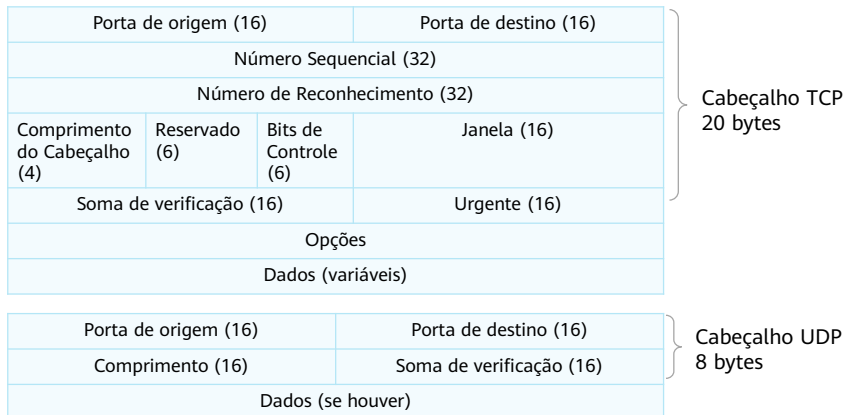 Porta de origem (16)
Porta de destino (16)
Número Sequencial (32)
Número de Reconhecimento (32)
Cabeçalho TCP
20 bytes
Comprimento
do Cabeçalho
(4)
Reservado
(6)
Bits de
Controle
(6)
Janela (16)
Soma de verificação (16)
Urgente (16)
Opções
Dados (variáveis)
Porta de origem (16)
Porta de destino (16)
Cabeçalho UDP
8 bytes
Comprimento (16)
Soma de verificação (16)
Dados (se houver)